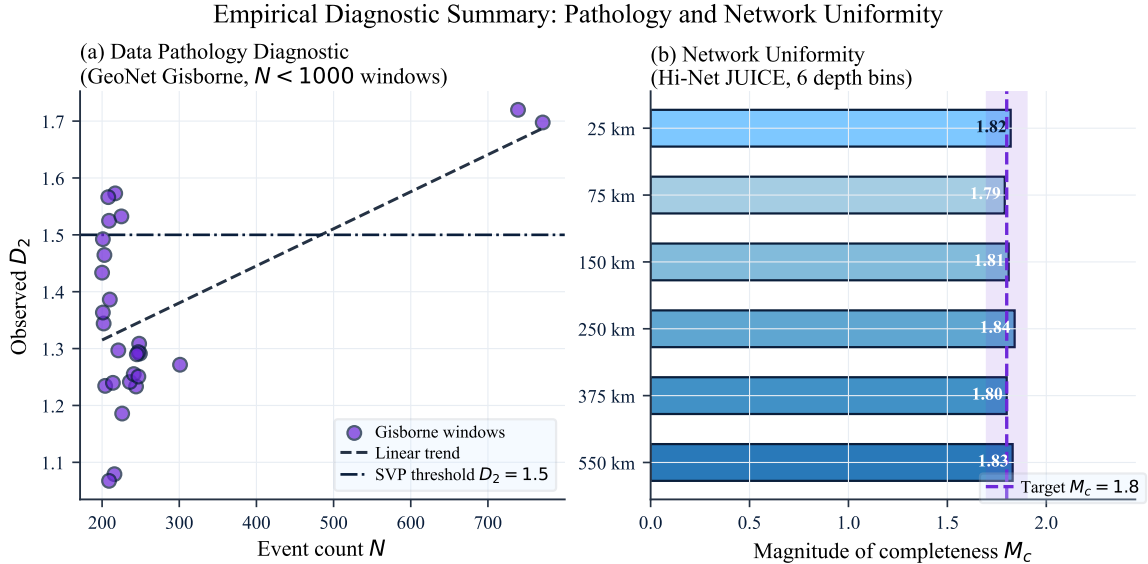 Empirical Diagnostic Summary: Pathology and Network Uniformity
(a) Data Pathology Diagnostic
(GeoNet Gisborne, N < 1000 windows)
1.7
1.6
1.5
1.4
1.3
1.2
1.1
Observed D₂
200 300 400 500 600 700
Event count N
Gisborne windows
Linear trend
SVP threshold D₂ = 1.5
(b) Network Uniformity
(Hi-Net JUICE, 6 depth bins)
25 km 1.82
75 km 1.79
150 km 1.81
250 km 1.84
375 km 1.80
550 km 1.83
Target M_c = 1.8
0.0 0.5 1.0 1.5 2.0
Magnitude of completeness M_c